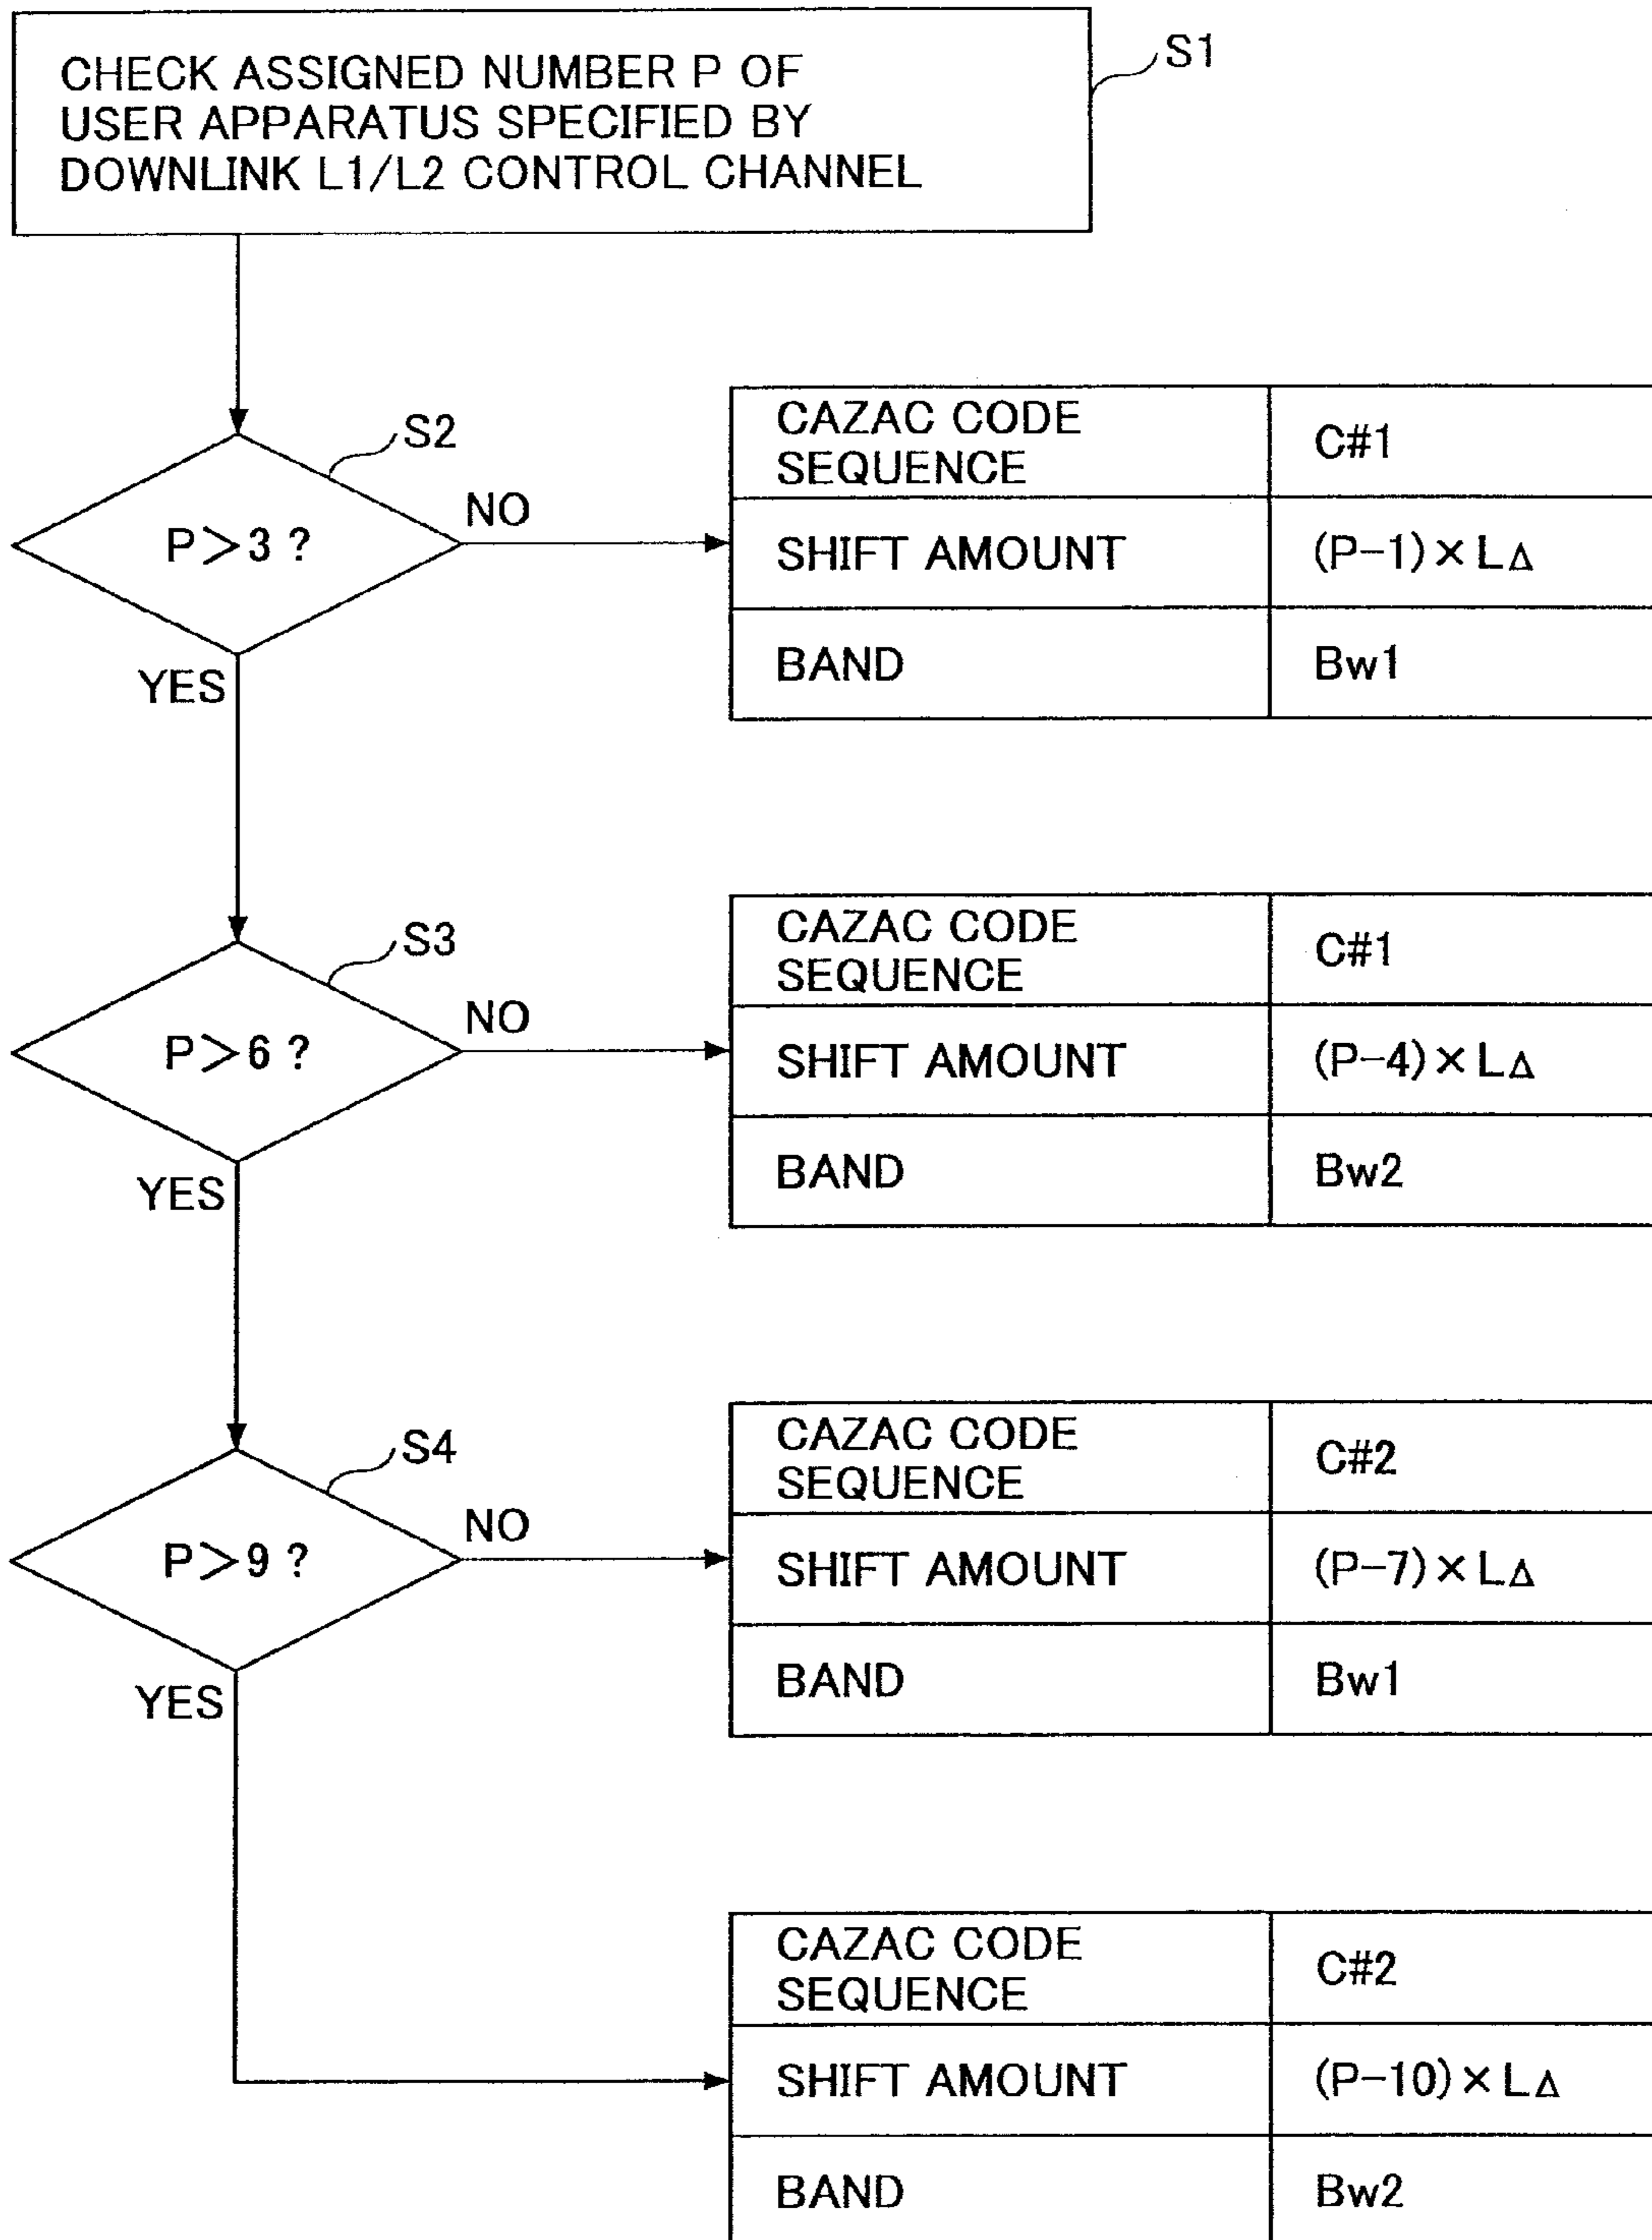 CHECK ASSIGNED NUMBER P OF
USER APPARATUS SPECIFIED BY
DOWNLINK L1/L2 CONTROL CHANNEL
S1
S2
P>3 ?
NO
YES
CAZAC CODE
SEQUENCE
C#1
SHIFT AMOUNT
(P-1)×LΔ
BAND
Bw1
S3
P>6 ?
NO
YES
CAZAC CODE
SEQUENCE
C#1
SHIFT AMOUNT
(P-4)×LΔ
BAND
Bw2
S4
P>9 ?
NO
YES
CAZAC CODE
SEQUENCE
C#2
SHIFT AMOUNT
(P-7)×LΔ
BAND
Bw1
CAZAC CODE
SEQUENCE
C#2
SHIFT AMOUNT
(P-10)×LΔ
BAND
Bw2